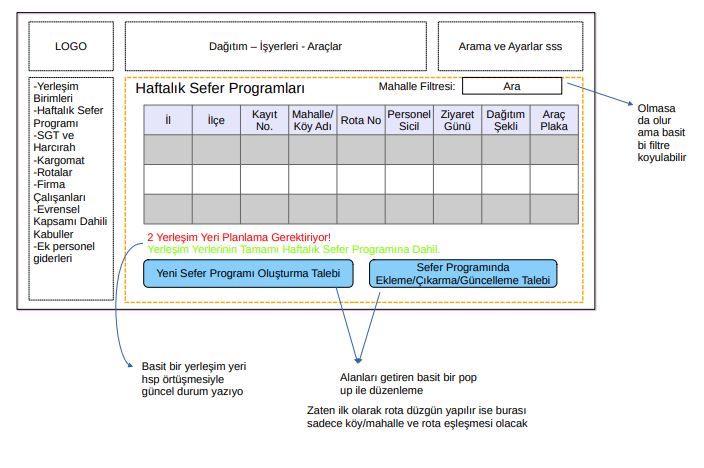 LOGO
Dağıtım – İşyerleri - Araçlar
Arama ve Ayarlar sss
-Yerleşim
Birimleri
-Haftalık Sefer
Programı
-SGT ve
Harcırah
-Kargomat
-Rotalar
-Firma
Çalışanları
-Evrensel
Kapsamı Dahili
Kabuller
-Ek personel
giderleri
Haftalık Sefer Programları
Mahalle Filtresi:
Ara
İl
İlçe
Kayıt
No.
Mahalle/
Köy Adı
Rota No
Personel
Sicil
Ziyaret
Günü
Dağıtım
Şekli
Araç
Plaka
2 Yerleşim Yeri Planlama Gerektiriyor!
Yerleşim Yerlerinin Tamamı Haftalık Sefer Programına Dahil.
Yeni Sefer Programı Oluşturma Talebi
Sefer Programında
Ekleme/Çıkarma/Güncelleme Talebi
Olmasa
da olur
ama basit
bi filtre
koyulabilir
Basit bir yerleşim yeri
hsp örtüşmesiyle
güncel durum yazıyo
Alanları getiren basit bir pop
up ile düzenleme
Zaten ilk olarak rota düzgün yapılır ise burası
sadece köy/mahalle ve rota eşleşmesi olacak